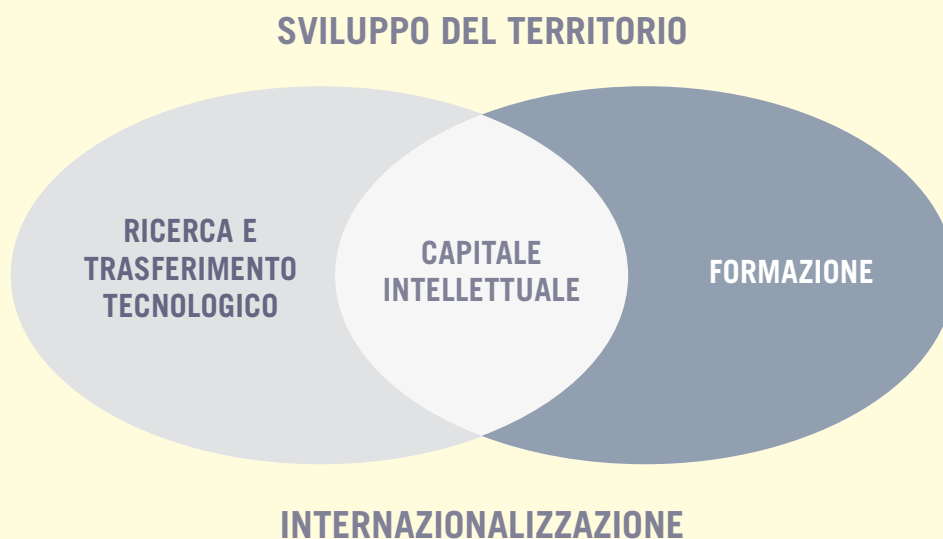 SVILUPPO DEL TERRITORIO
RICERCA E
TRASFERIMENTO
TECNOLOGICO
CAPITALE
INTELLETTUALE
FORMAZIONE
INTERNAZIONALIZZAZIONE